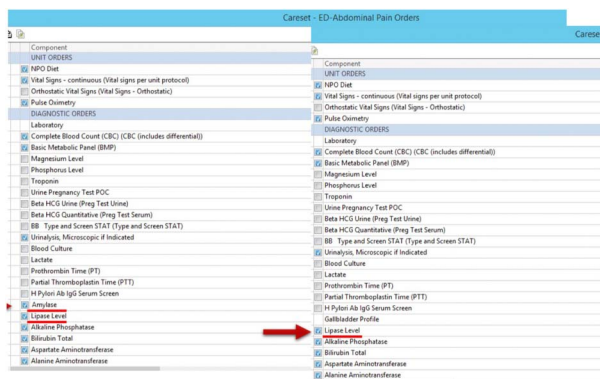 Careset - ED-Abdominal Pain Orders
Component
UNIT ORDERS
NPO Diet
Vital Signs - continuous (Vital signs per unit protocol)
Orthostatic Vital Signs (Vital Signs - Orthostatic)
Pulse Oximetry
DIAGNOSTIC ORDERS
Laboratory
Complete Blood Count (CBC) (CBC (includes differential))
Basic Metabolic Panel (BMP)
Magnesium Level
Phosphorus Level
Troponin
Urine Pregnancy Test POC
Beta HCG Urine (Preg Test Urine)
Beta HCG Quantitative (Preg Test Serum)
BB Type and Screen STAT (Type and Screen STAT)
Urinalysis, Microscopic if Indicated
Blood Culture
Lactate
Prothrombin Time (PT)
Partial Thromboplastin Time (PTT)
H Pylori Ab IgG Serum Screen
Amylase
Lipase Level
Alkaline Phosphatase
Bilirubin Total
Aspartate Aminotransferase
Alanine Aminotransferase
Carese
Component
UNIT ORDERS
NPO Diet
Vital Signs - continuous (Vital signs per unit protocol)
Orthostatic Vital Signs (Vital Signs - Orthostatic)
Pulse Oximetry
DIAGNOSTIC ORDERS
Laboratory
Complete Blood Count (CBC) (CBC (includes differential))
Basic Metabolic Panel (BMP)
Magnesium Level
Phosphorus Level
Troponin
Urine Pregnancy Test POC
Beta HCG Urine (Preg Test Urine)
Beta HCG Quantitative (Preg Test Serum)
BB Type and Screen STAT (Type and Screen STAT)
Urinalysis, Microscopic if Indicated
Blood Culture
Lactate
Prothrombin Time (PT)
Partial Thromboplastin Time (PTT)
H Pylori Ab IgG Serum Screen
Gallbladder Profile
Lipase Level
Alkaline Phosphatase
Bilirubin Total
Aspartate Aminotransferase
Alanine Aminotransferase